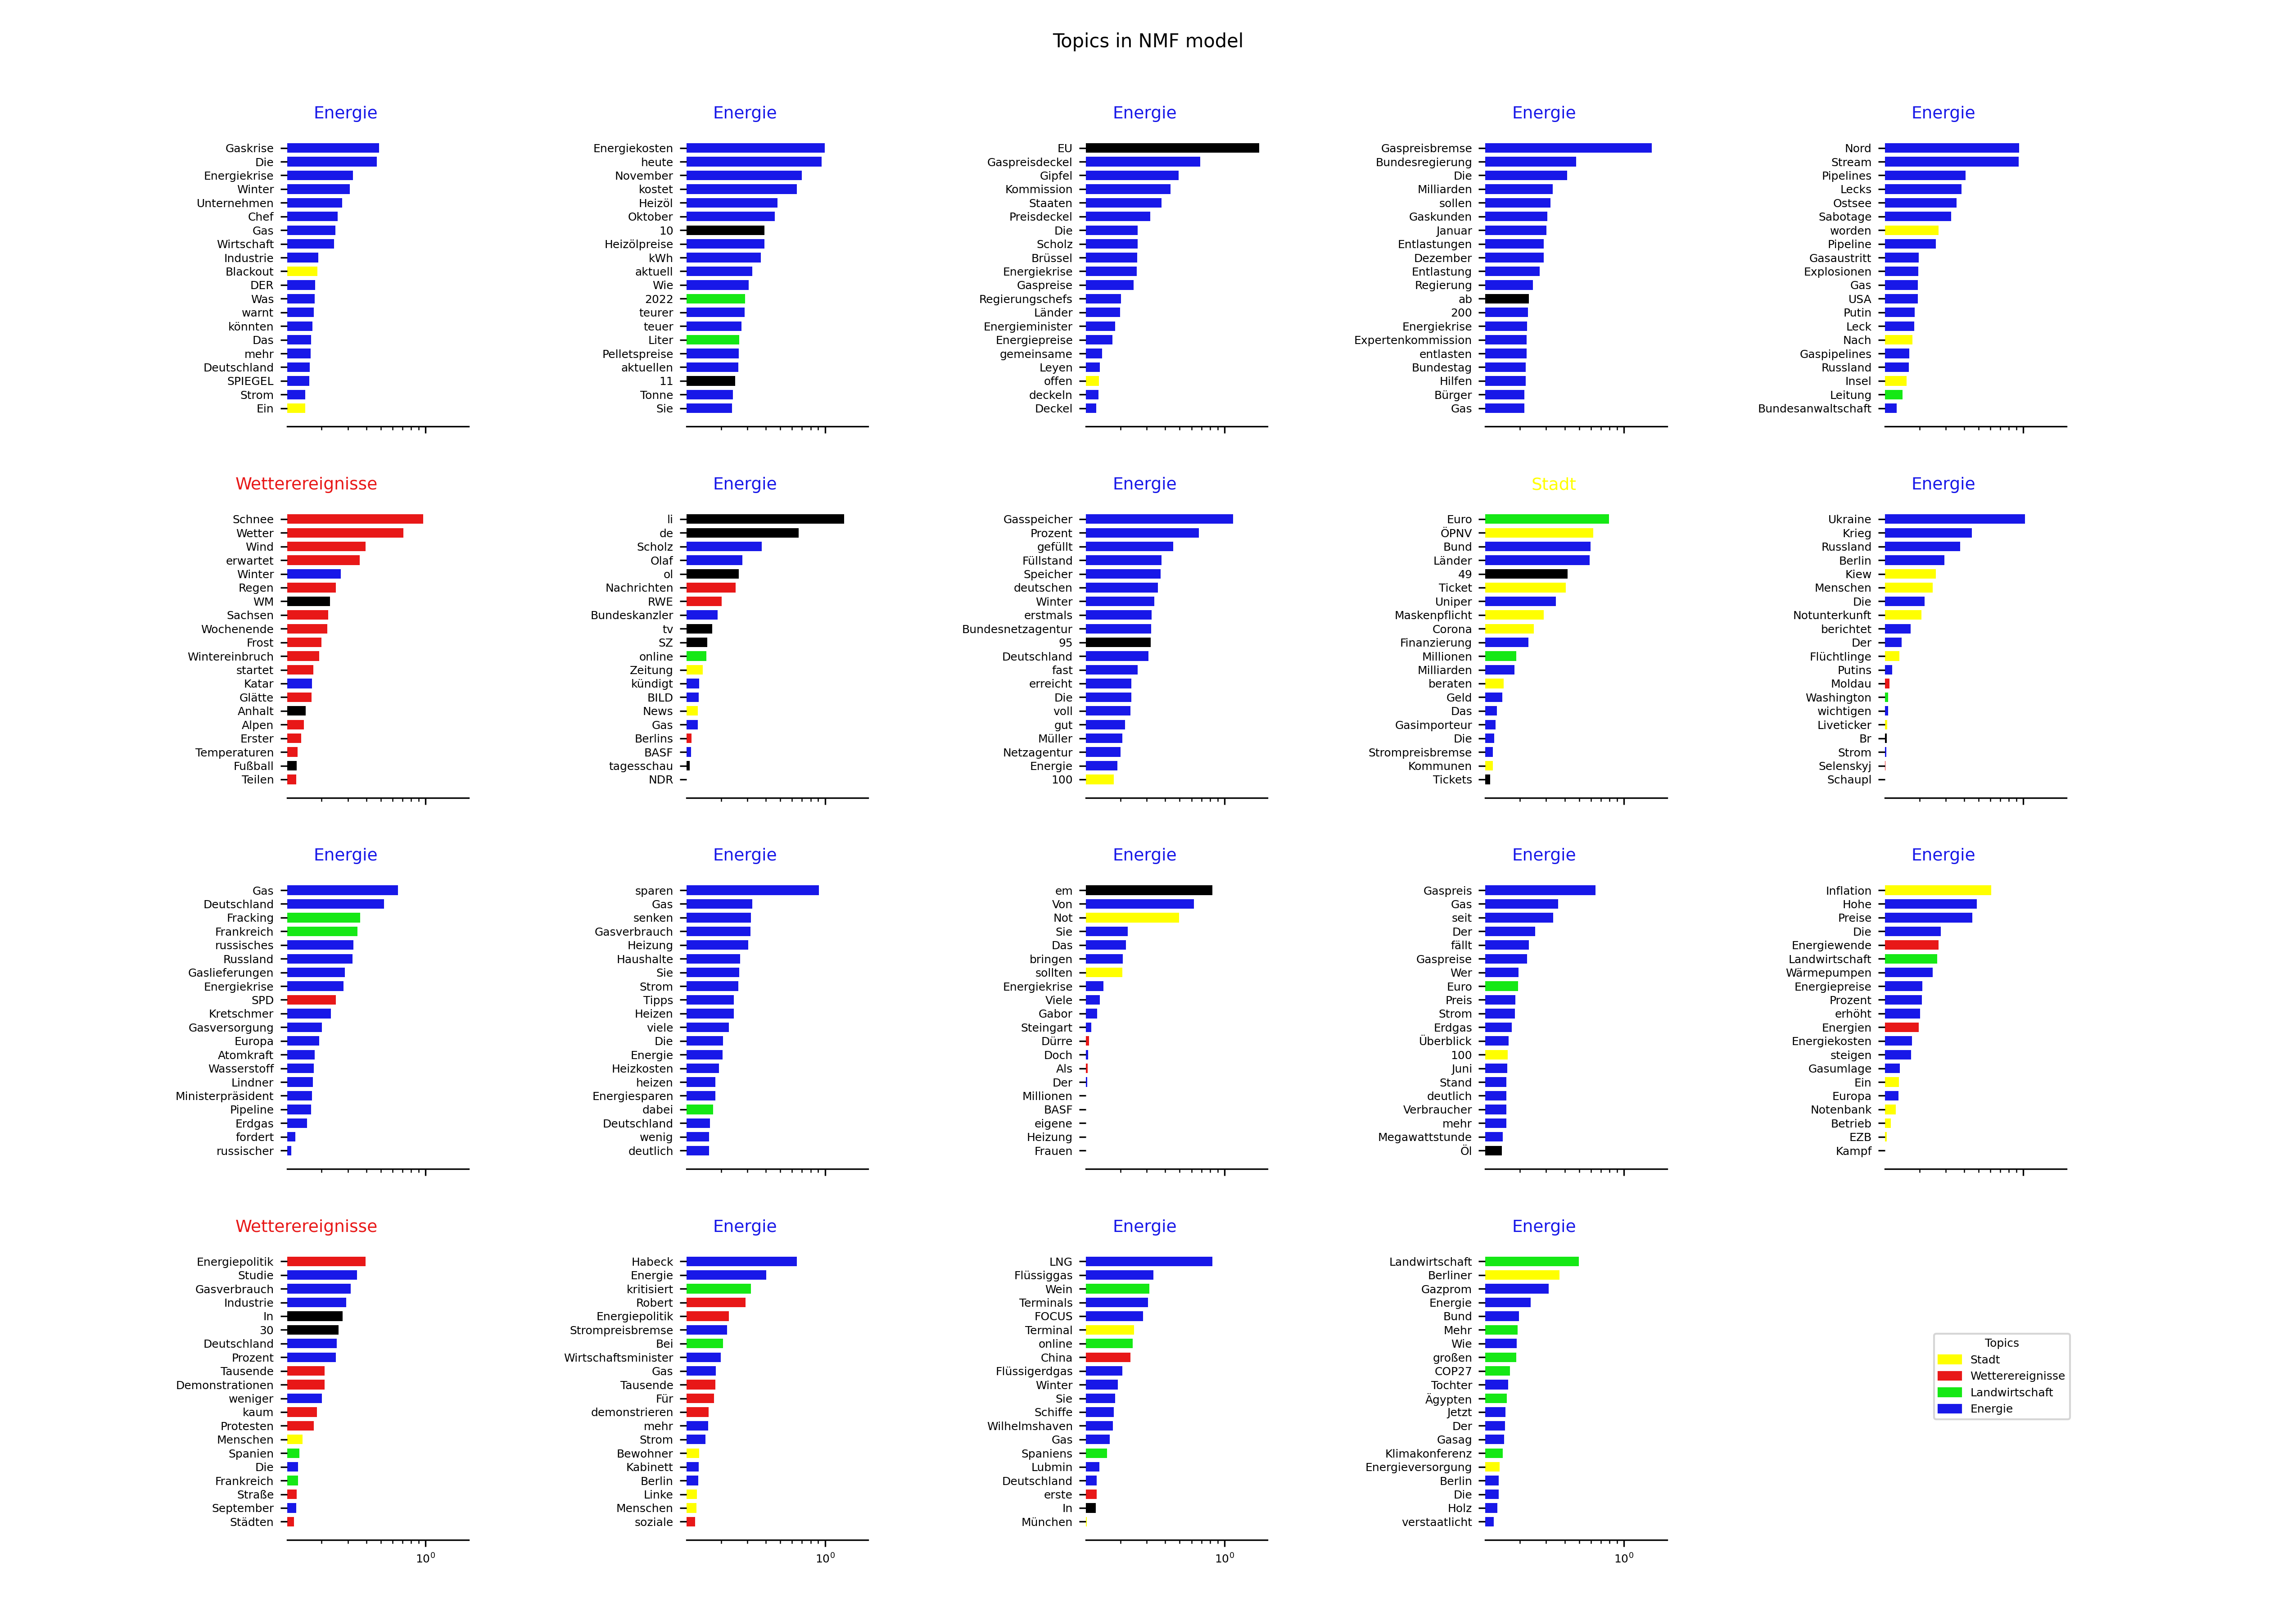 Topics in NMF model
Energie
Gaskrise
Die
Energiekrise
Winter
Unternehmen
Chef
Gas
Wirtschaft
Industrie
Blackout
DER
Was
warnt
könnten
Das
mehr
Deutschland
SPIEGEL
Strom
Ein
Energie
Energiekosten
heute
November
kostet
Heizöl
Oktober
10
Heizölpreise
kWh
aktuell
Wie
2022
teurer
teuer
Liter
Pelletspreise
aktuellen
11
Tonne
Sie
Energie
EU
Gaspreisdeckel
Gipfel
Kommission
Staaten
Preisdeckel
Die
Scholz
Brüssel
Energiekrise
Gaspreise
Regierungschefs
Länder
Energieminister
Energiepreise
gemeinsame
Leyen
offen
deckeln
Deckel
Energie
Gaspreisbremse
Bundesregierung
Die
Milliarden
sollen
Gaskunden
Januar
Entlastungen
Dezember
Entlastung
Regierung
ab
200
Energiekrise
Expertenkommission
entlasten
Bundestag
Hilfen
Bürger
Gas
Energie
Nord
Stream
Pipelines
Lecks
Ostsee
Sabotage
worden
Pipeline
Gasaustritt
Explosionen
Gas
USA
Putin
Leck
Nach
Gaspipelines
Russland
Insel
Leitung
Bundesanwaltschaft
Wetterereignisse
Schnee
Wetter
Wind
erwartet
Winter
Regen
WM
Sachsen
Wochenende
Frost
Wintereinbruch
startet
Katar
Glätte
Anhalt
Alpen
Erster
Temperaturen
Fußball
Teilen
Energie
li
de
Scholz
Olaf
ol
Nachrichten
RWE
Bundeskanzler
tv
SZ
online
Zeitung
kündigt
BILD
News
Gas
Berlins
BASF
tagesschau
NDR
Energie
Gasspeicher
Prozent
gefüllt
Füllstand
Speicher
deutschen
Winter
erstmals
Bundesnetzagentur
95
Deutschland
fast
erreicht
Die
voll
gut
Müller
Netzagentur
Energie
100
Stadt
Euro
ÖPNV
Bund
Länder
49
Ticket
Uniper
Maskenpflicht
Corona
Finanzierung
Millionen
Milliarden
beraten
Geld
Das
Gasimporteur
Die
Strompreisbremse
Kommunen
Tickets
Energie
Ukraine
Krieg
Russland
Berlin
Kiew
Menschen
Die
Notunterkunft
berichtet
Der
Flüchtlinge
Putins
Moldau
Washington
wichtigen
Liveticker
Br
Strom
Selenskyj
Schaupl
Energie
Gas
Deutschland
Fracking
Frankreich
russisches
Russland
Gaslieferungen
Energiekrise
SPD
Kretschmer
Gasversorgung
Europa
Atomkraft
Wasserstoff
Lindner
Ministerpräsident
Pipeline
Erdgas
fordert
russischer
Energie
sparen
Gas
senken
Gasverbrauch
Heizung
Haushalte
Sie
Strom
Tipps
Heizen
viele
Die
Energie
Heizkosten
heizen
Energiesparen
dabei
Deutschland
wenig
deutlich
Energie
em
Von
Not
Sie
Das
bringen
sollten
Energiekrise
Viele
Gabor
Steingart
Dürre
Doch
Als
Der
Millionen
BASF
eigene
Heizung
Frauen
Energie
Gaspreis
Gas
seit
Der
fällt
Gaspreise
Wer
Euro
Preis
Strom
Erdgas
Überblick
100
Juni
Stand
deutlich
Verbraucher
mehr
Megawattstunde
Öl
Energie
Inflation
Hohe
Preise
Die
Energiewende
Landwirtschaft
Wärmepumpen
Energiepreise
Prozent
erhöht
Energien
Energiekosten
steigen
Gasumlage
Ein
Europa
Notenbank
Betrieb
EZB
Kampf
Wetterereignisse
Energiepolitik
Studie
Gasverbrauch
Industrie
In
30
Deutschland
Prozent
Tausende
Demonstrationen
weniger
kaum
Protesten
Menschen
Spanien
Die
Frankreich
Straße
September
Städten
10⁰
Energie
Habeck
Energie
kritisiert
Robert
Energiepolitik
Strompreisbremse
Bei
Wirtschaftsminister
Gas
Tausende
Für
demonstrieren
mehr
Strom
Bewohner
Kabinett
Berlin
Linke
Menschen
soziale
10⁰
Energie
LNG
Flüssiggas
Wein
Terminals
FOCUS
Terminal
online
China
Flüssigerdgas
Winter
Sie
Schiffe
Wilhelmshaven
Gas
Spaniens
Lubmin
Deutschland
erste
In
München
10⁰
Energie
Landwirtschaft
Berliner
Gazprom
Energie
Bund
Mehr
Wie
großen
COP27
Tochter
Ägypten
Jetzt
Der
Gasag
Klimakonferenz
Energieversorgung
Berlin
Die
Holz
verstaatlicht
10⁰
Topics
Stadt
Wetterereignisse
Landwirtschaft
Energie